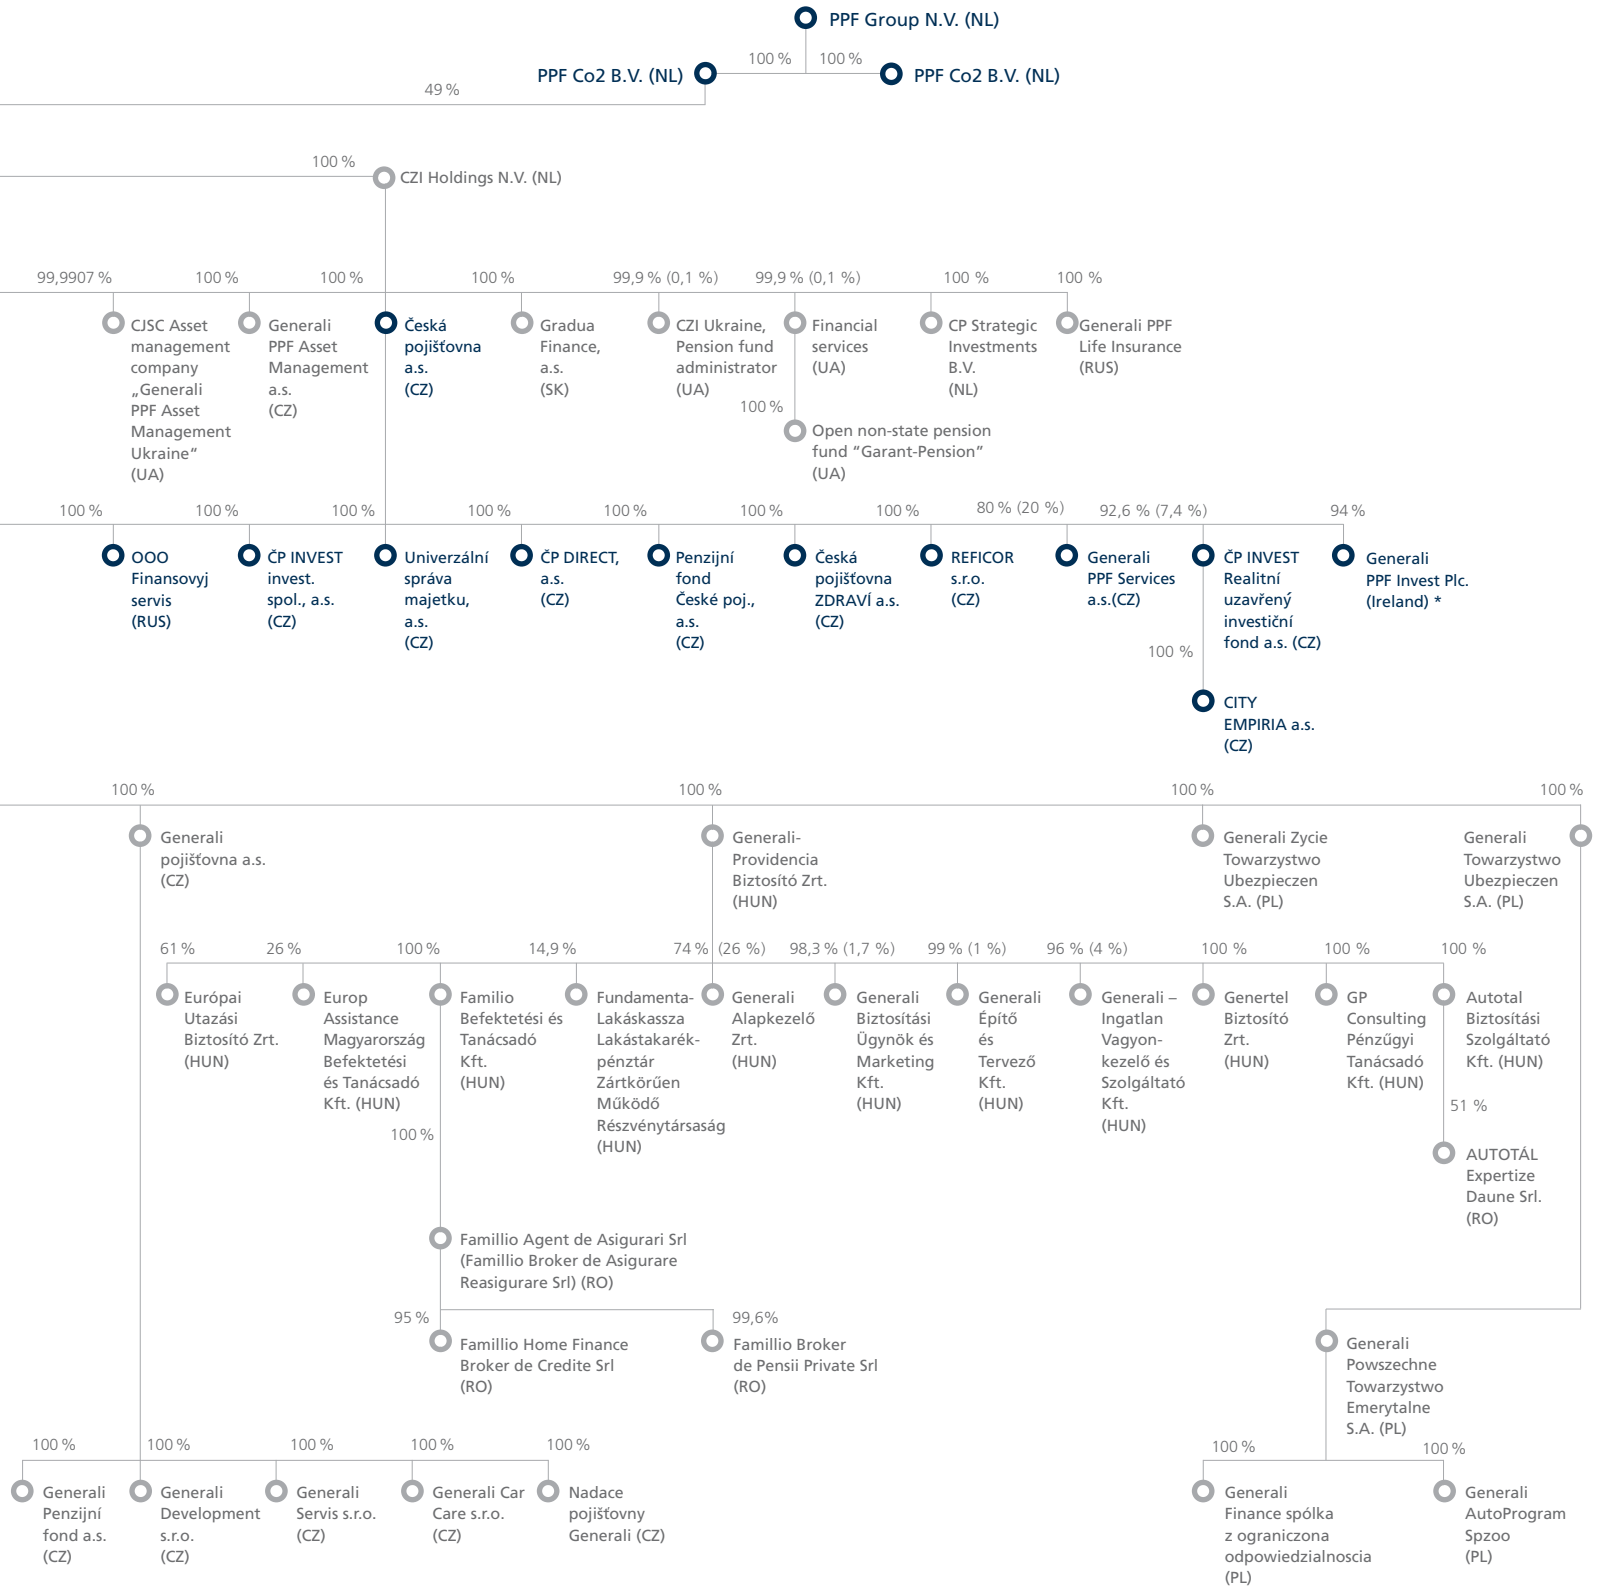 PPF Group N.V. (NL)
100 %
100 %
PPF Co2 B.V. (NL)
PPF Co2 B.V. (NL)
49 %
100 %
CZI Holdings N.V. (NL)
99,9907 %
100 %
100 %
100 %
99,9 % (0,1 %)
99,9 % (0,1 %)
100 %
100 %
CJSC Asset
management
company
„Generali
PPF Asset
Management
Ukraine“
(UA)
Generali
PPF Asset
Management
a.s.
(CZ)
Česká
pojišťovna
a.s.
(CZ)
Gradua
Finance,
a.s.
(SK)
CZI Ukraine,
Pension fund
administrator
(UA)
Financial
services
(UA)
CP Strategic
Investments
B.V.
(NL)
Generali PPF
Life Insurance
(RUS)
100 %
Open non-state pension
fund “Garant-Pension”
(UA)
100 %
100 %
100 %
100 %
100 %
100 %
100 %
80 % (20 %)
92,6 % (7,4 %)
94 %
OOO
Finansovyj
servis
(RUS)
ČP INVEST
invest.
spol., a.s.
(CZ)
Univerzální
správa
majetku,
a.s.
(CZ)
ČP DIRECT,
a.s.
(CZ)
Penzijní
fond
České poj.,
a.s.
(CZ)
Česká
pojišťovna
ZDRAVÍ a.s.
(CZ)
REFICOR
s.r.o.
(CZ)
Generali
PPF Services
a.s.(CZ)
ČP INVEST
Realitní
uzavřený
investiční
fond a.s. (CZ)
Generali
PPF Invest Plc.
(Ireland) *
100 %
CITY
EMPIRIA a.s.
(CZ)
100 %
100 %
100 %
100 %
Generali
pojišťovna a.s.
(CZ)
Generali-
Providencia
Biztosító Zrt.
(HUN)
Generali Zycie
Towarzystwo
Ubezpieczen
S.A. (PL)
Generali
Towarzystwo
Ubezpieczen
S.A. (PL)
61 %
26 %
100 %
14,9 %
74 % (26 %)
98,3 % (1,7 %)
99 % (1 %)
96 % (4 %)
100 %
100 %
100 %
Európai
Utazási
Biztosító Zrt.
(HUN)
Europ
Assistance
Magyarország
Befektetési
és Tanácsadó
Kft. (HUN)
Familio
Befektetési és
Tanácsadó
Kft.
(HUN)
Fundamenta-
Lakáskassza
Lakástakarék-
pénztár
Zártkörűen
Működő
Részvénytársaság
(HUN)
Generali
Alapkezelő
Zrt.
(HUN)
Generali
Biztosítási
Ügynök és
Marketing
Kft.
(HUN)
Generali
Építő
és
Tervező
Kft.
(HUN)
Generali –
Ingatlan
Vagyon-
kezelő és
Szolgáltató
Kft.
(HUN)
Genertel
Biztosító
Zrt.
(HUN)
GP
Consulting
Pénzűgyi
Tanácsadó
Kft. (HUN)
Autotal
Biztosítási
Szolgáltató
Kft. (HUN)
51 %
AUTOTÁL
Expertize
Daune Srl.
(RO)
100 %
Famillio Agent de Asigurari Srl
(Famillio Broker de Asigurare
Reasigurare Srl) (RO)
95 %
99,6%
Famillio Home Finance
Broker de Credite Srl
(RO)
Famillio Broker
de Pensii Private Srl
(RO)
Generali
Powszechne
Towarzystwo
Emerytalne
S.A. (PL)
100 %
100 %
100 %
100 %
100 %
100 %
100 %
Generali
Penzijní
fond a.s.
(CZ)
Generali
Development
s.r.o.
(CZ)
Generali
Servis s.r.o.
(CZ)
Generali Car
Care s.r.o.
(CZ)
Nadace
pojišťovny
Generali (CZ)
Generali
Finance spólka
z ograniczona
odpowiedzialnoscia
(PL)
Generali
AutoProgram
Spzoo
(PL)